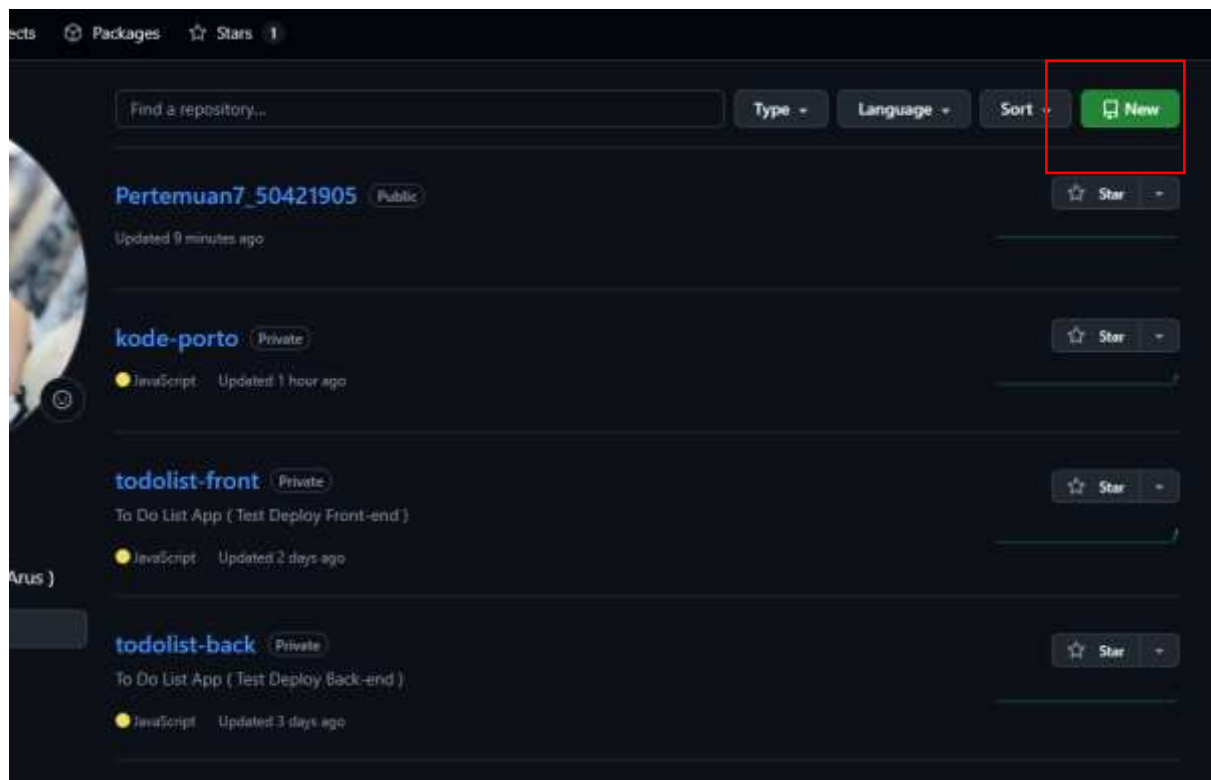 ects Packages Stars 1
Find a repository... Type Language Sort New
Pertemuan7_50421905 Public Star
Updated 9 minutes ago
kode-porto Private Star
JavaScript Updated 1 hour ago
todolist-front Private Star
To Do List App ( Test Deploy Front-end )
JavaScript Updated 2 days ago
Arus )
todolist-back Private Star
To Do List App ( Test Deploy Back-end )
JavaScript Updated 3 days ago